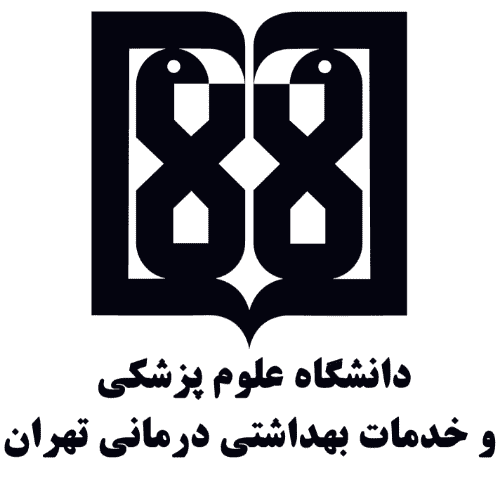 دانشگاه علوم پزشکی
و خدمات بهداشتی درمانی تهران